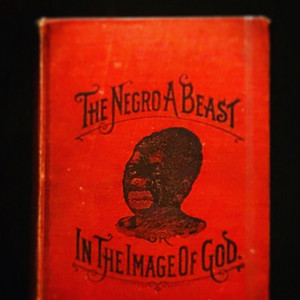 THE NEGRO A BEAST
OR
IN THE IMAGE OF GOD.